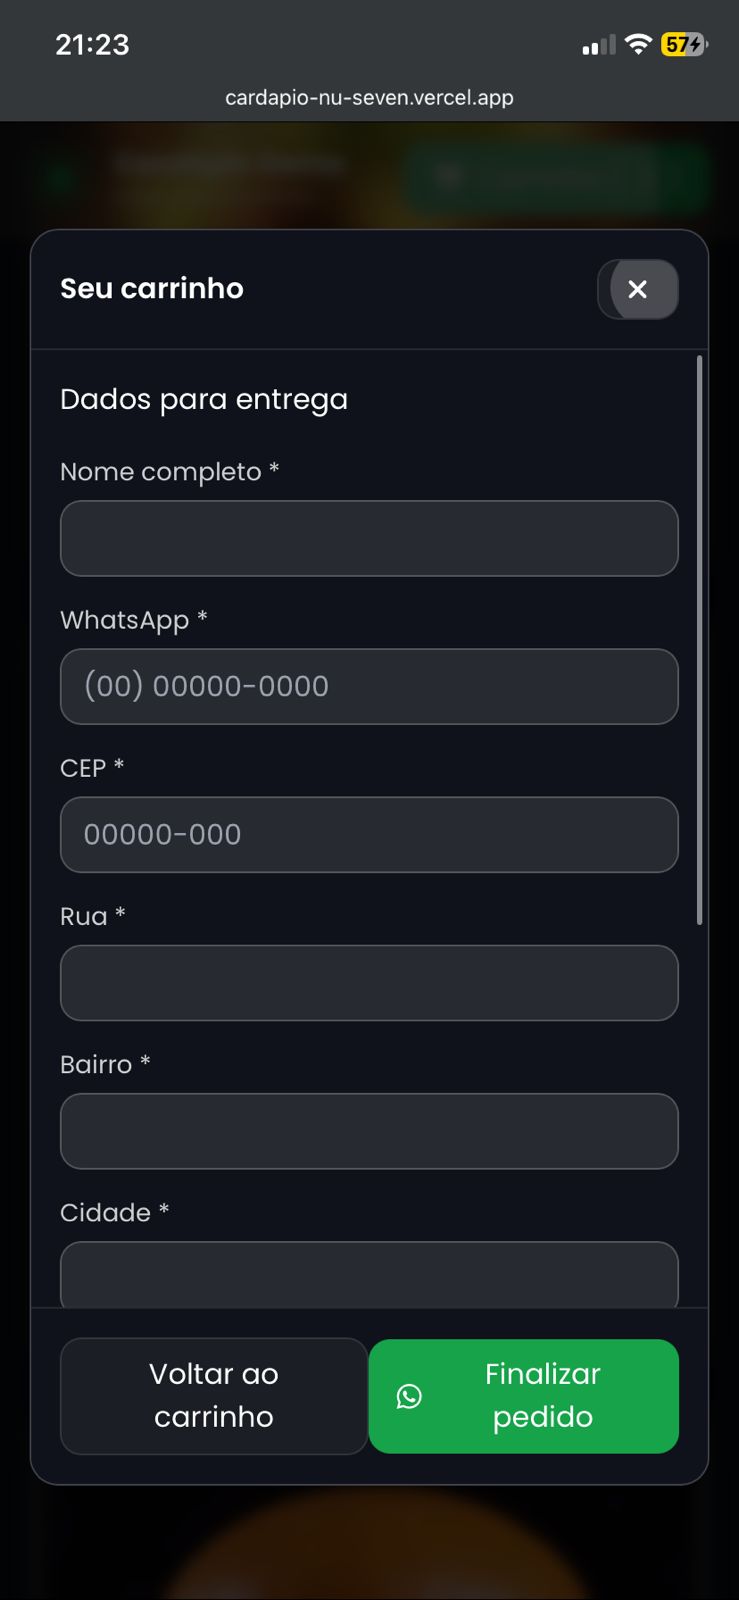 21:23
57
cardapio-nu-seven.vercel.app
Seu carrinho
Dados para entrega
Nome completo *
WhatsApp *
(00) 00000-0000
CEP *
00000-000
Rua *
Bairro *
Cidade *
Voltar ao
carrinho
Finalizar
pedido